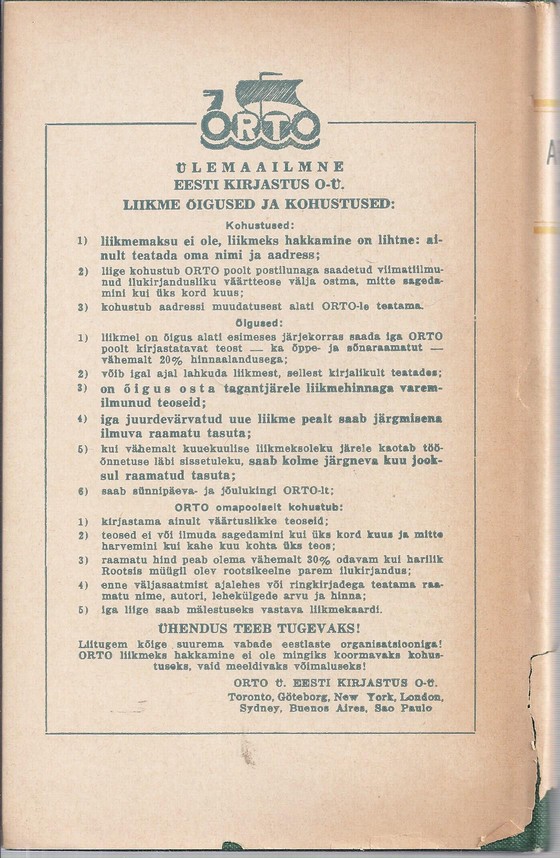 ORTO
ÜLEMAAILMNE
EESTI KIRJASTUS O-Ü.
LIIKME ÕIGUSED JA KOHUSTUSED:
Kohustused:
1) liikmemaksu ei ole, liikmeks hakkamine on lihtne: ai-
nult teatada oma nimi ja aadress;
2) liige kohustub ORTO poolt postilunaga saadetud viimatiilmu-
nud ilukirjandusliku väärtteose välja ostma, mitte sageda-
mini kui üks kord kuus;
3) kohustub aadressi muudatusest alati ORTO-le teatama.
Õigused:
1) liikmel on õigus alati esimeses järjekorras saada iga ORTO
poolt kirjastatavat teost — ka õppe- ja sõnaraamatut —
vähemalt 20% hinnaalandusega;
2) võib igal ajal lahkuda liikmest, sellest kirjalikult teatades;
3) on õigus osta tagantjärele liikmehinnaga varem-
ilmunud teoseid;
4) iga juurdevärvatud uue liikme pealt saab järgmisena
ilmuva raamatu tasuta;
5) kui vähemalt kuuekuulise liikmeksoleku järele kaotab töö-
õnnetuse läbi sissetuleku, saab kolme järgneva kuu jook-
sul raamatud tasuta;
6) saab sünnipäeva- ja jõulukingi ORTO-lt;
ORTO omapoolselt kohustub:
1) kirjastama ainult väärtuslikke teoseid;
2) teosed ei või ilmuda sagedamini kui üks kord kuus ja mitte
harvemini kui kahe kuu kohta üks teos;
3) raamatu hind peab olema vähemalt 30% odavam kui harilik
Rootsis müügil olev rootsikeelne parem ilukirjandus;
4) enne väljasaatmist ajalehes või ringkirjadega teatama raa-
matu nime, autori, lehekülgede arvu ja hinna;
5) iga liige saab mälestuseks vastava liikmekaardi.
ÜHENDUS TEEB TUGEVAKS!
Liitugem kõige suurema vabade eestlaste organisatsiooniga!
ORTO liikmeks hakkamine ei ole mingiks koormavaks kohus-
tuseks, vaid meeldivaks võimaluseks!
ORTO Ü. EESTI KIRJASTUS O-Ü.
Toronto, Göteborg, New York, London,
Sydney, Buenos Aires, Sao Paulo
A